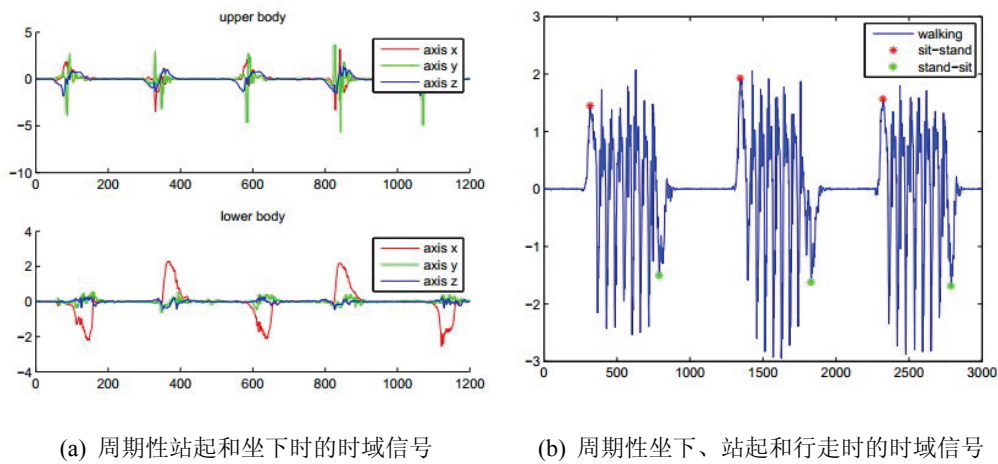 upper body
5
0
−5
−10
axis x
axis y
axis z
0 200 400 600 800 1000 1200
lower body
4
2
0
−2
−4
axis x
axis y
axis z
0 200 400 600 800 1000 1200
(a) 周期性站起和坐下时的时域信号
3
2
1
0
−1
−2
−3
walking
sit−stand
stand−sit
0 500 1000 1500 2000 2500 3000
(b) 周期性坐下、站起和行走时的时域信号